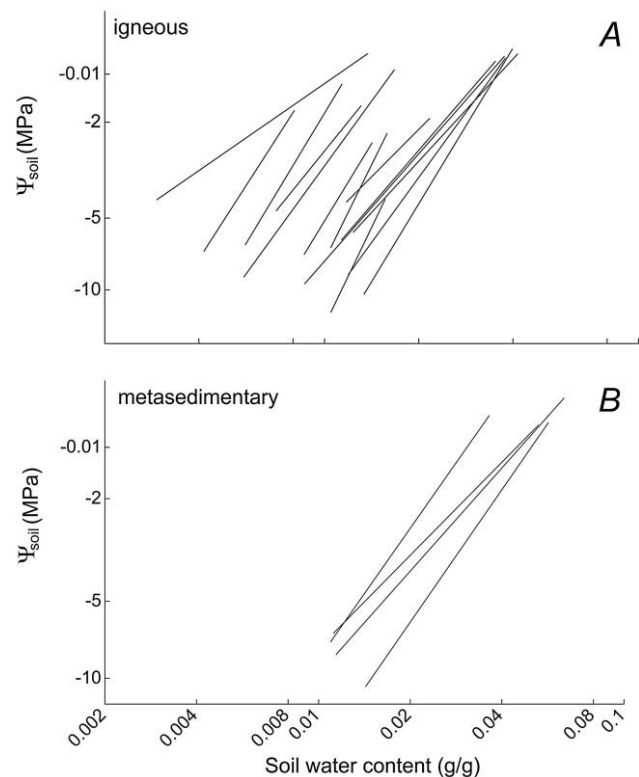 igneous
A
-0.01
-2
-5
-10
Ψsoil (MPa)
metasedimentary
B
-0.01
-2
-5
-10
Ψsoil (MPa)
0.002
0.004
0.008
0.01
0.02
0.04
0.08
0.1
Soil water content (g/g)